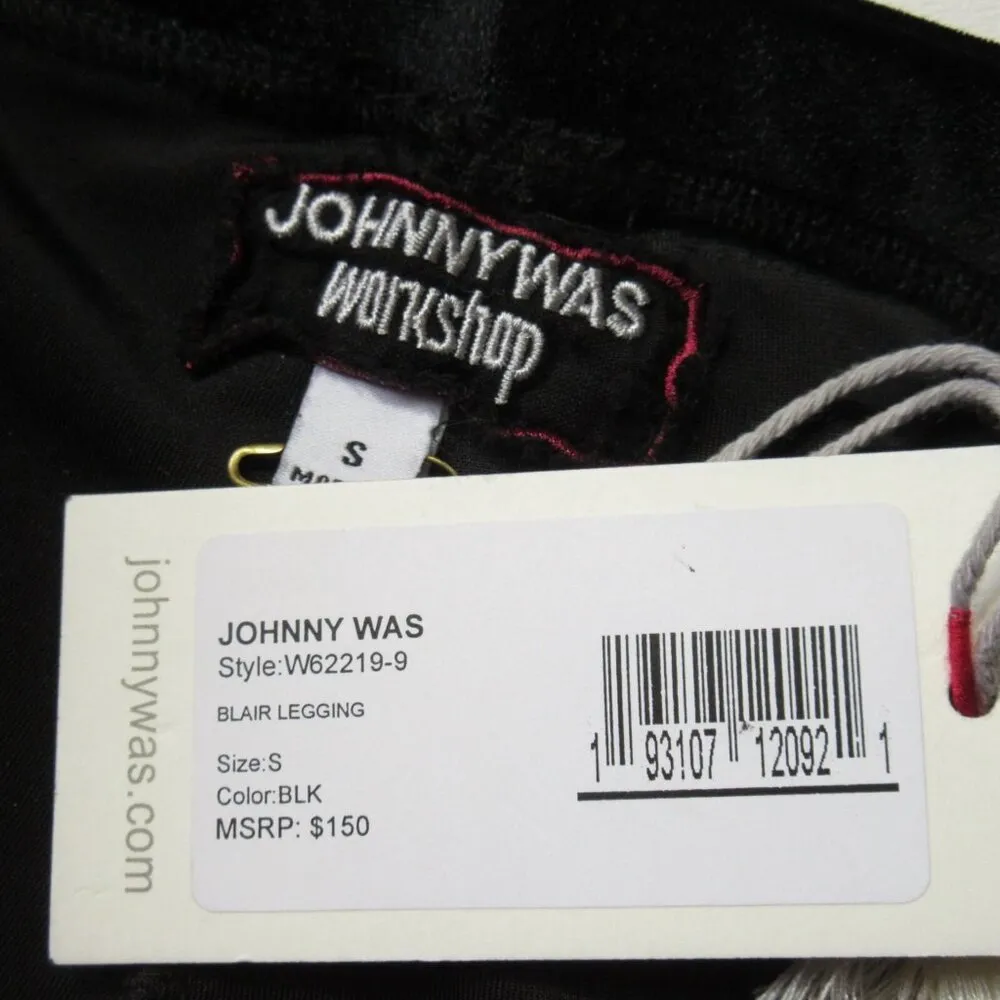 JOHNNYWAS
workshop
S
johnnywas.com
JOHNNY WAS
Style:W62219-9
BLAIR LEGGING
Size:S
Color:BLK
MSRP: $150
1 93107 12092 1